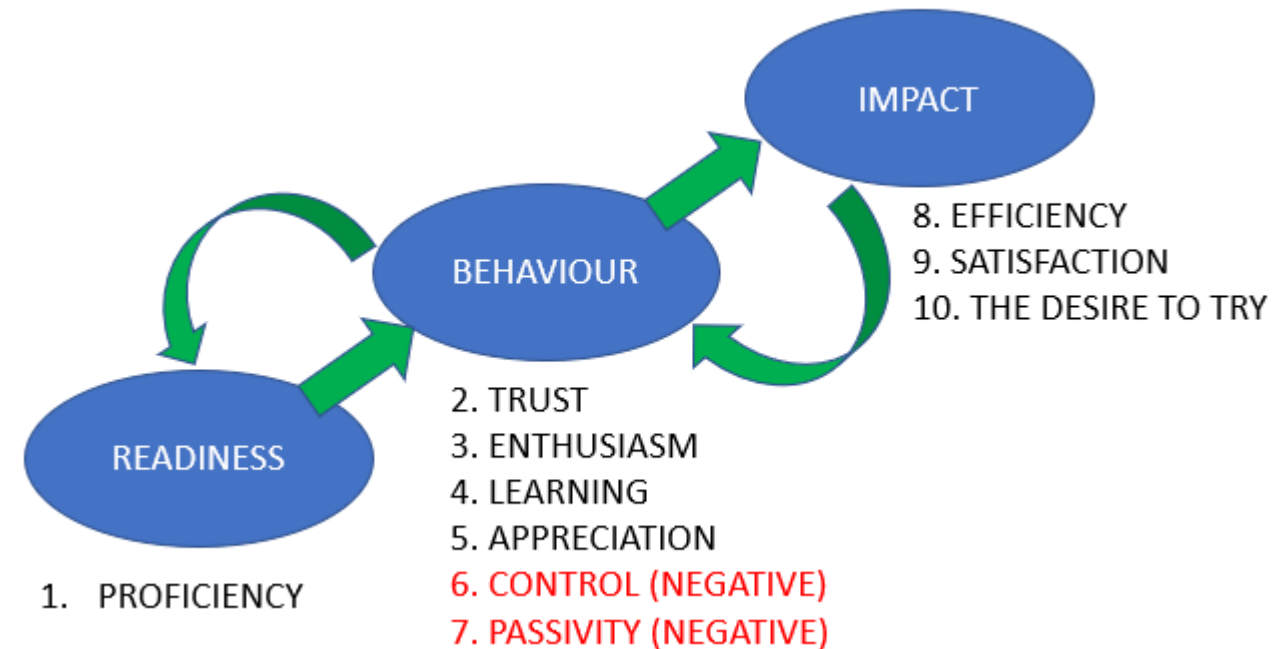 IMPACT
8. EFFICIENCY
9. SATISFACTION
10. THE DESIRE TO TRY
BEHAVIOUR
2. TRUST
3. ENTHUSIASM
4. LEARNING
5. APPRECIATION
6. CONTROL (NEGATIVE)
7. PASSIVITY (NEGATIVE)
READINESS
1. PROFICIENCY